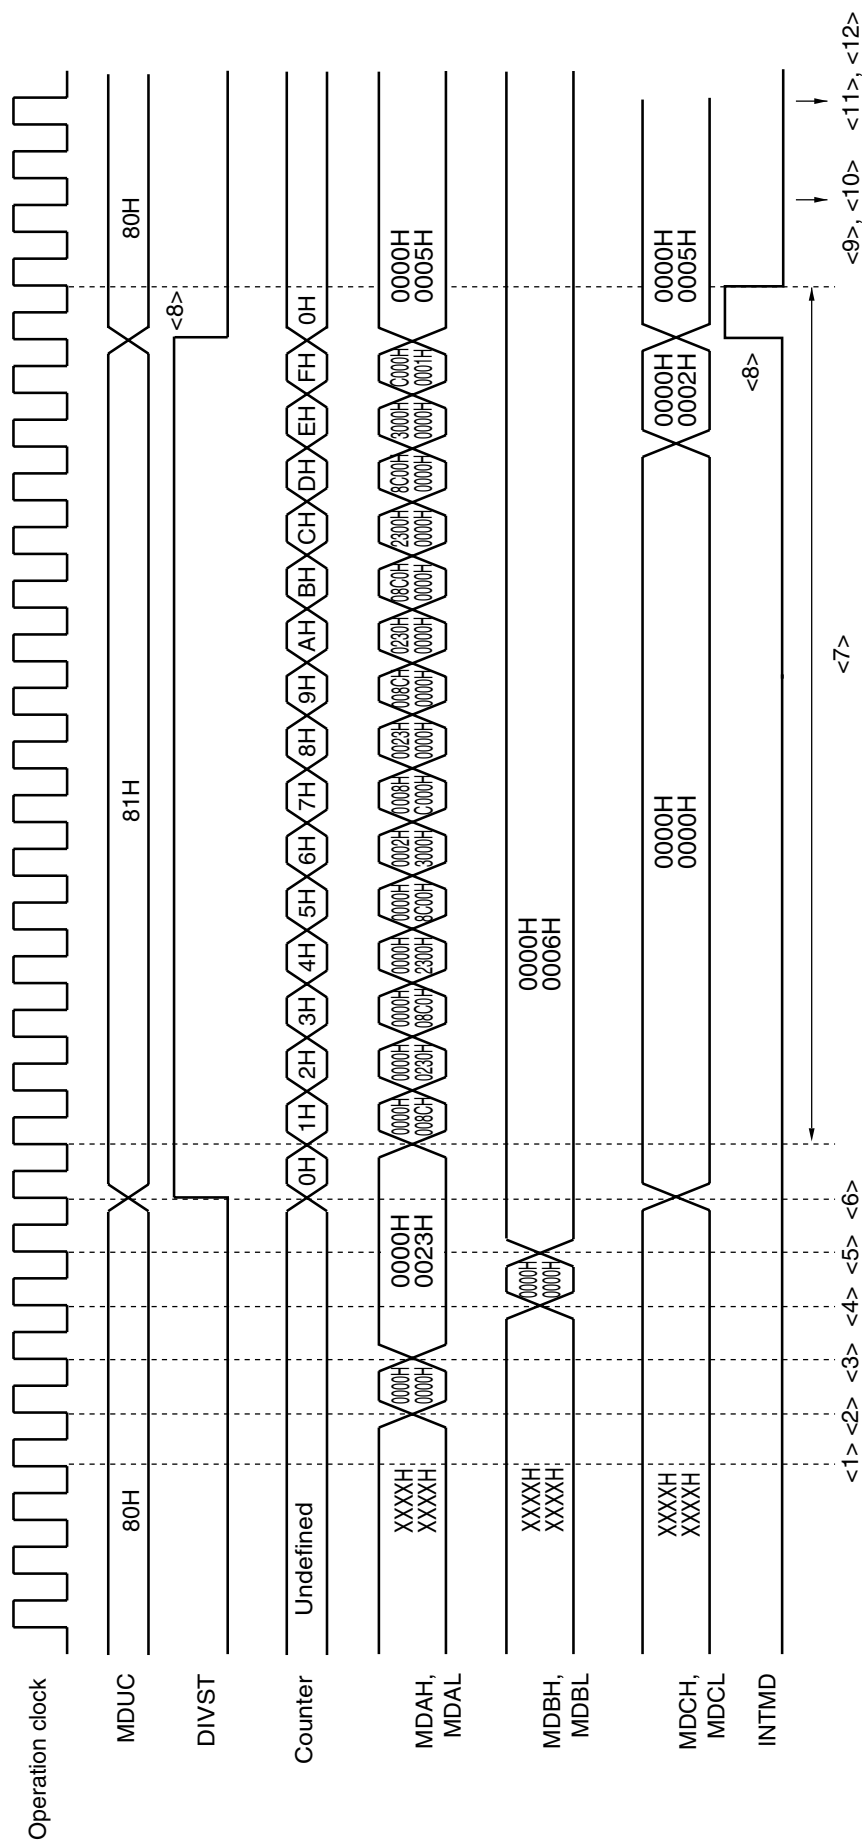 Operation clock
MDUC
80H
81H
80H
DIVST
<8>
Counter
Undefined
0H
1H
2H
3H
4H
5H
6H
7H
8H
9H
AH
BH
CH
DH
EH
FH
0H
MDAH,
MDAL
XXXXH
XXXXH
0000H
0000H
0000H
0023H
0000H
008CH
0000H
0230H
0000H
08C0H
0000H
2300H
0000H
8C00H
0002H
3000H
0008H
C000H
0023H
0000H
008CH
0000H
0230H
0000H
08C0H
0000H
2300H
0000H
8C00H
0000H
3000H
0000H
C000H
0001H
0000H
0005H
MDBH,
MDBL
XXXXH
XXXXH
0000H
0000H
0000H
0006H
MDCH,
MDCL
XXXXH
XXXXH
0000H
0000H
0000H
0002H
0000H
0005H
INTMD
<8>
<1>
<2>
<3>
<4>
<5>
<6>
<7>
<9>, <10>
<11>, <12>